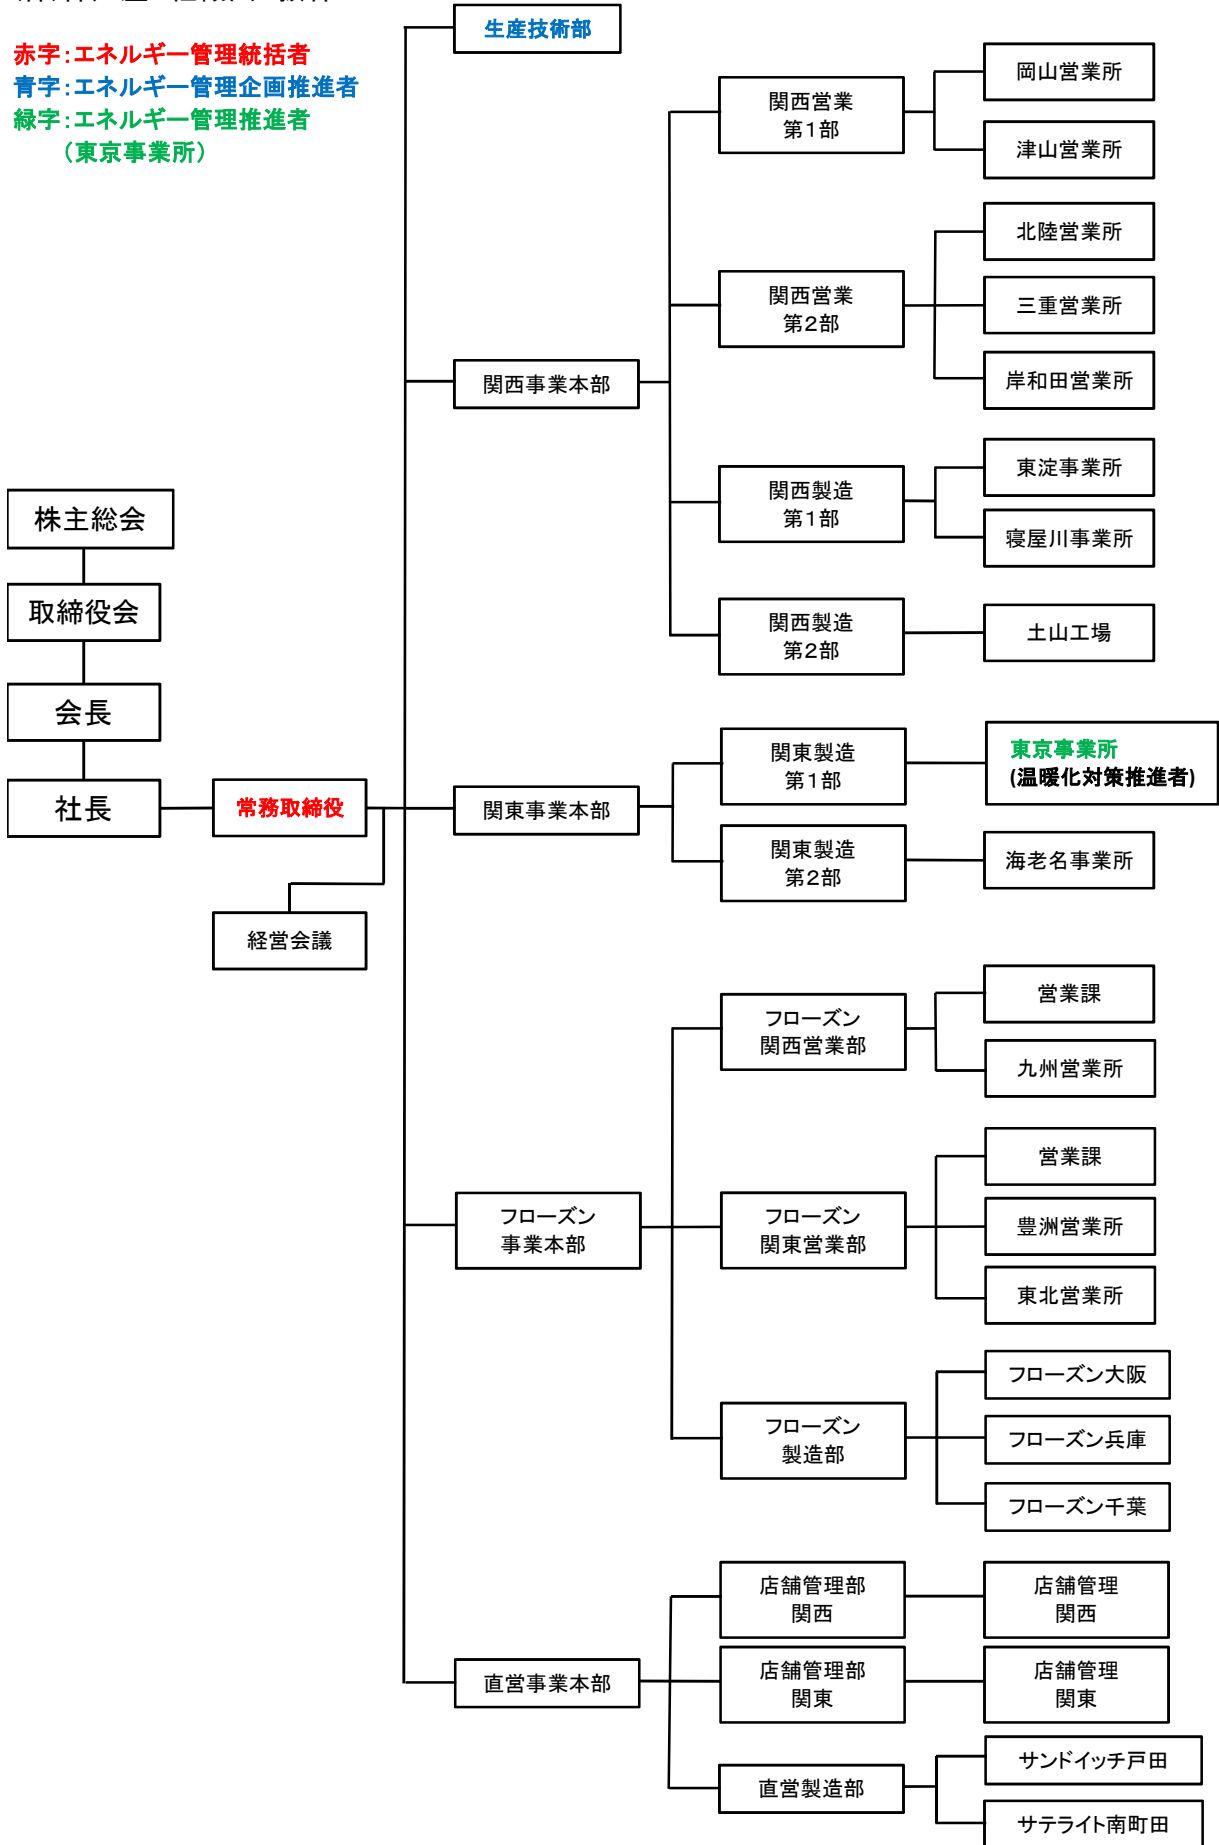 赤字：エネルギー管理統括者
青字：エネルギー管理企画推進者
緑字：エネルギー管理推進者
（東京事業所）
株主総会
取締役会
会長
社長
常務取締役
経営会議
生産技術部
関西事業本部
関西営業
第1部
岡山営業所
津山営業所
関西営業
第2部
北陸営業所
三重営業所
岸和田営業所
関西製造
第1部
東淀事業所
寝屋川事業所
関西製造
第2部
土山工場
関東事業本部
関東製造
第1部
東京事業所
(温暖化対策推進者)
関東製造
第2部
海老名事業所
フローズン
事業本部
フローズン
関西営業部
営業課
九州営業所
フローズン
関東営業部
営業課
豊洲営業所
東北営業所
フローズン
製造部
フローズン大阪
フローズン兵庫
フローズン千葉
直営事業本部
店舗管理部
関西
店舗管理
関西
店舗管理部
関東
店舗管理
関東
直営製造部
サンドイッチ戸田
サテライト南町田